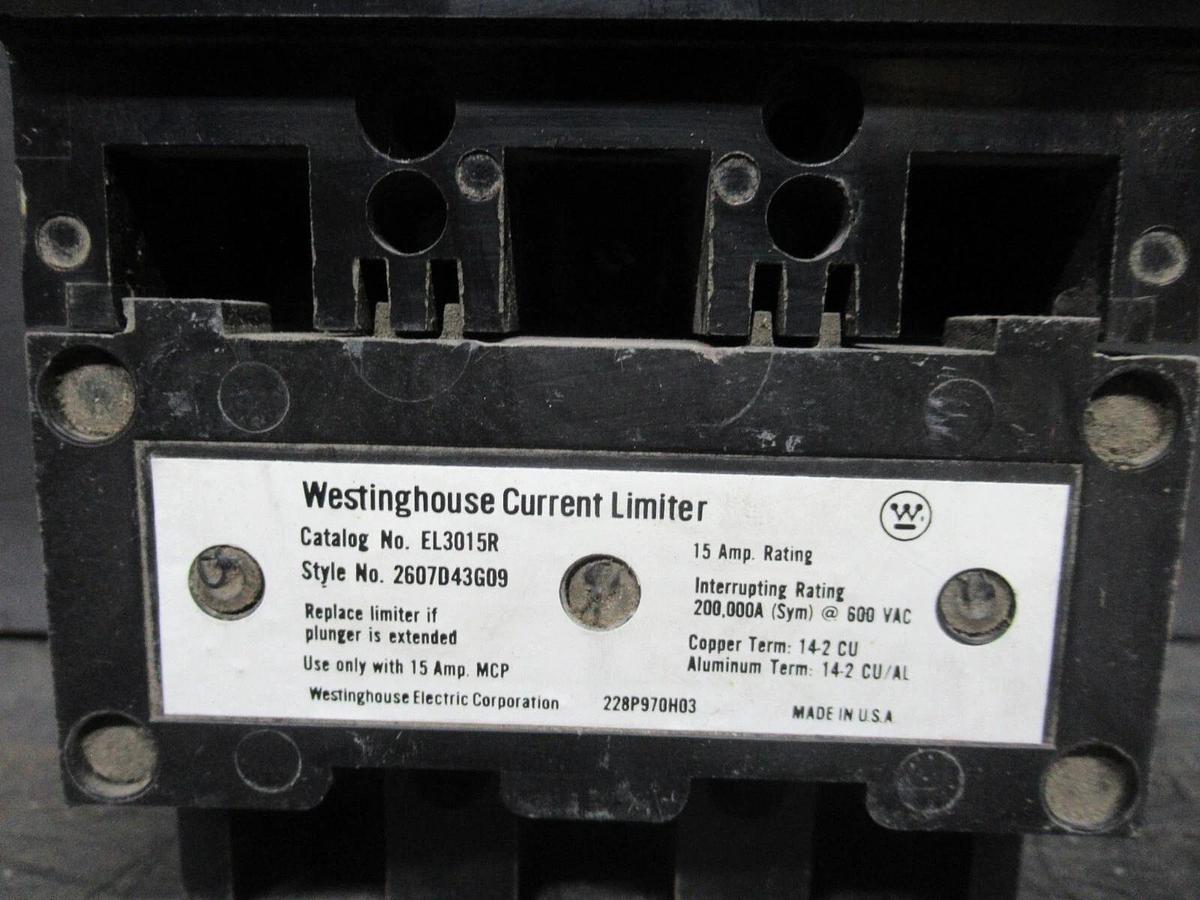 Westinghouse Current Limiter
Catalog No. EL3015R
Style No. 2607D43G09
Replace limiter if
plunger is extended
Use only with 15 Amp. MCP
Westinghouse Electric Corporation
228P970H03
W
15 Amp. Rating
Interrupting Rating
200,000A (Sym) @ 600 VAC
Copper Term: 14-2 CU
Aluminum Term: 14-2 CU/AL
MADE IN U.S.A.